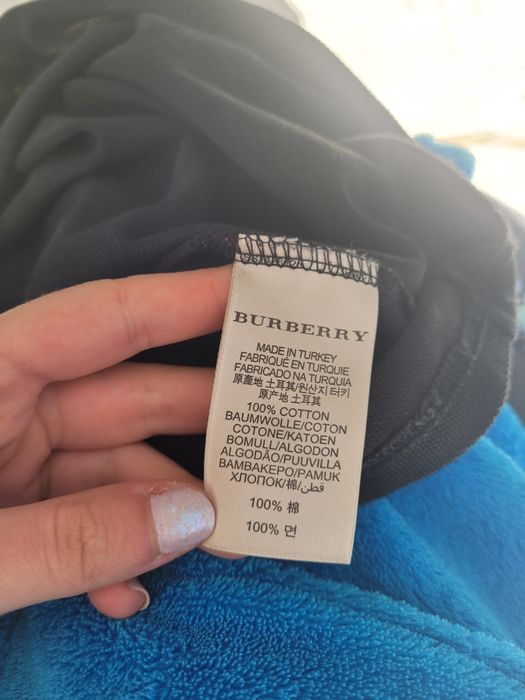 BURBERRY
MADE IN TURKEY
FABRIQUÉ EN TURQUIE
FABRICADO NA TURQUIA
原產地 土耳其/원산지 터키
原产地 土耳其
100% COTTON
BAUMWOLLE/COTON
COTONE/KATOEN
BOMULL/ALGODON
ALGODÃO/PUUVILLA
ΒΑΜΒΑΚΕΡΟ/PAMUK
ХЛОПОК/棉/قطن
100% 棉
100% 면